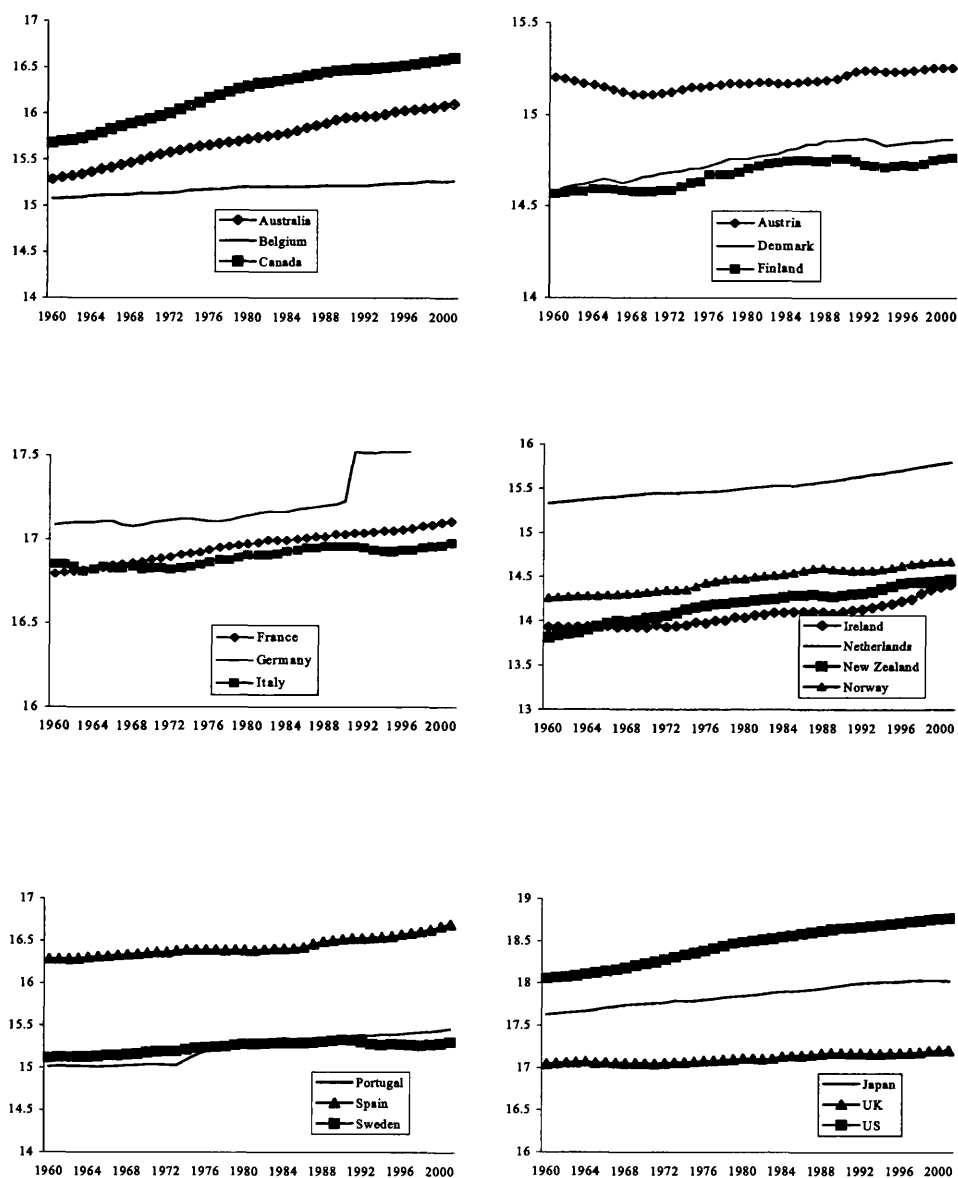 17
16.5
16
15.5
15
14.5
14
1960 1964 1968 1972 1976 1980 1984 1988 1992 1996 2000
Australia
Belgium
Canada
15.5
15
14.5
14
1960 1964 1968 1972 1976 1980 1984 1988 1992 1996 2000
Austria
Denmark
Finland
17.5
17
16.5
16
1960 1964 1968 1972 1976 1980 1984 1988 1992 1996 2000
France
Germany
Italy
16
15.5
15
14.5
14
13.5
13
1960 1964 1968 1972 1976 1980 1984 1988 1992 1996 2000
Ireland
Netherlands
New Zealand
Norway
17
16.5
16
15.5
15
14.5
14
1960 1964 1968 1972 1976 1980 1984 1988 1992 1996 2000
Portugal
Spain
Sweden
19
18.5
18
17.5
17
16.5
16
1960 1964 1968 1972 1976 1980 1984 1988 1992 1996 2000
Japan
UK
US